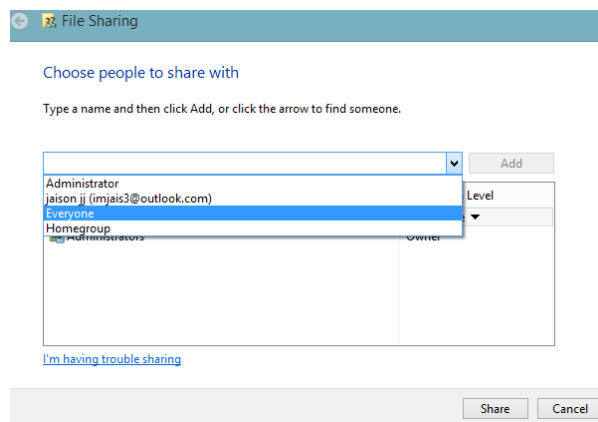 File Sharing
Choose people to share with
Type a name and then click Add, or click the arrow to find someone.
Add
Administrator
jaison jj (imjais3@outlook.com)
Level
Everyone
Homegroup
Administrators
Owner
I'm having trouble sharing
Share
Cancel